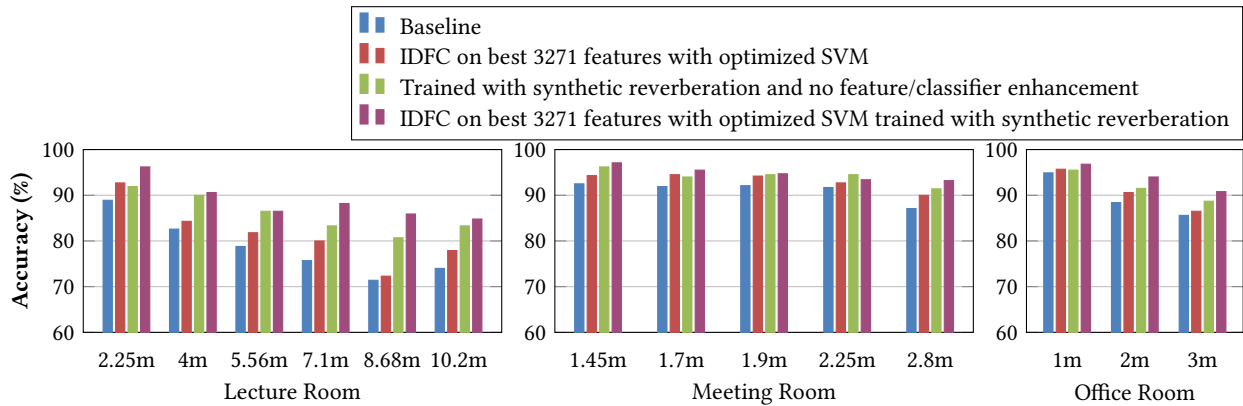 Baseline
IDFC on best 3271 features with optimized SVM
Trained with synthetic reverberation and no feature/classifier enhancement
IDFC on best 3271 features with optimized SVM trained with synthetic reverberation
Accuracy (%)
100
90
80
70
60
2.25m 4m 5.56m 7.1m 8.68m 10.2m
Lecture Room
100
90
80
70
60
1.45m 1.7m 1.9m 2.25m 2.8m
Meeting Room
100
90
80
70
60
1m 2m 3m
Office Room